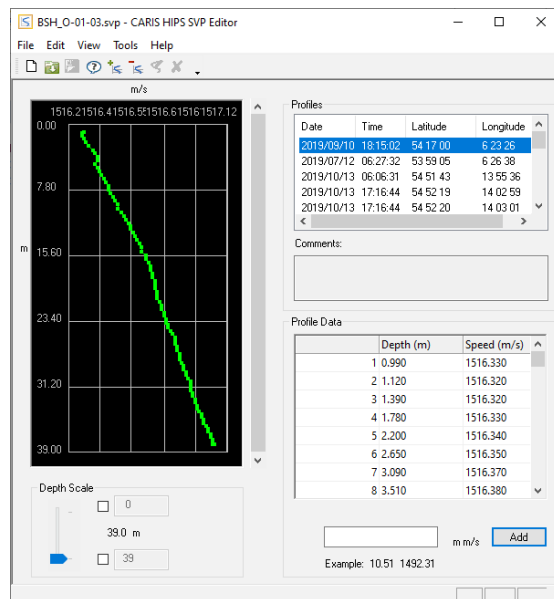 BSH_O-01-03.svp - CARIS HIPS SVP Editor
File Edit View Tools Help
m/s
0.00
7.80
m 15.60
23.40
31.20
39.00
Depth Scale
0
39.0 m
39
Profiles
Date Time Latitude Longitude
2019/09/10 18:15:02 54 17 00 6 23 26
2019/07/12 06:27:32 53 59 05 6 26 38
2019/10/13 06:06:31 54 51 43 13 55 36
2019/10/13 17:16:44 54 52 19 14 02 59
2019/10/13 17:16:44 54 52 20 14 03 01
Comments:
Profile Data
Depth (m) Speed (m/s)
1 0.990 1516.330
2 1.120 1516.320
3 1.390 1516.320
4 1.780 1516.330
5 2.200 1516.340
6 2.650 1516.350
7 3.090 1516.370
8 3.510 1516.380
m m/s Add
Example: 10.51 1492.31